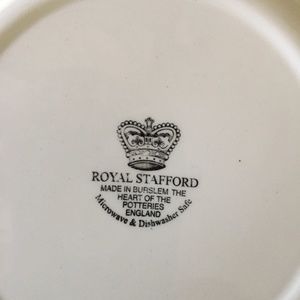 ROYAL STAFFORD
MADE IN BURSLEM THE
HEART OF THE
POTTERIES
ENGLAND
Microwave & Dishwasher Safe